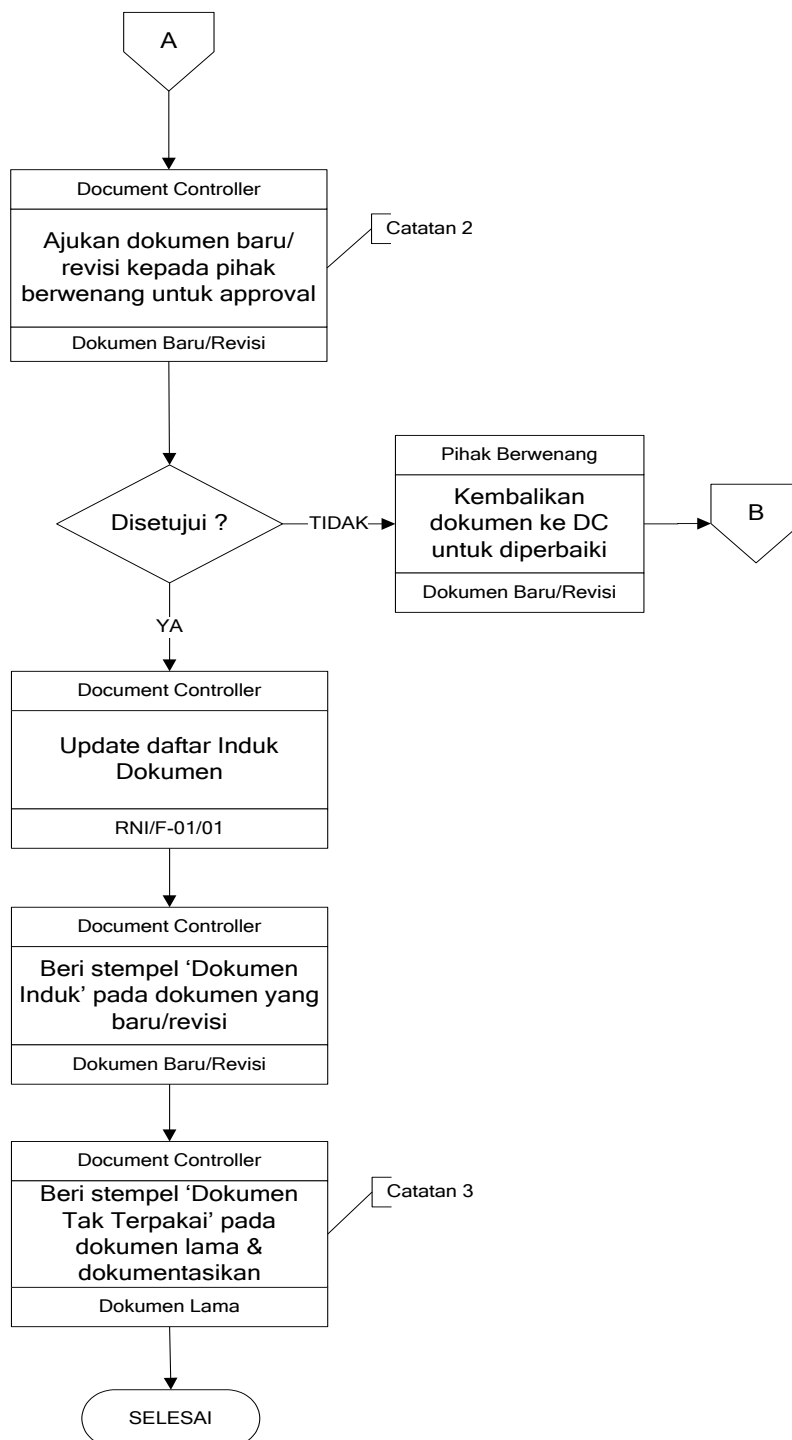 A
Document Controller
Ajukan dokumen baru/
revisi kepada pihak
berwenang untuk approval
Dokumen Baru/Revisi
Catatan 2
Disetujui ?
TIDAK
Pihak Berwenang
Kembalikan
dokumen ke DC
untuk diperbaiki
Dokumen Baru/Revisi
B
YA
Document Controller
Update daftar Induk
Dokumen
RNI/F-01/01
Document Controller
Beri stempel ‘Dokumen
Induk’ pada dokumen yang
baru/revisi
Dokumen Baru/Revisi
Document Controller
Beri stempel ‘Dokumen
Tak Terpakai’ pada
dokumen lama &
dokumentasikan
Dokumen Lama
Catatan 3
SELESAI